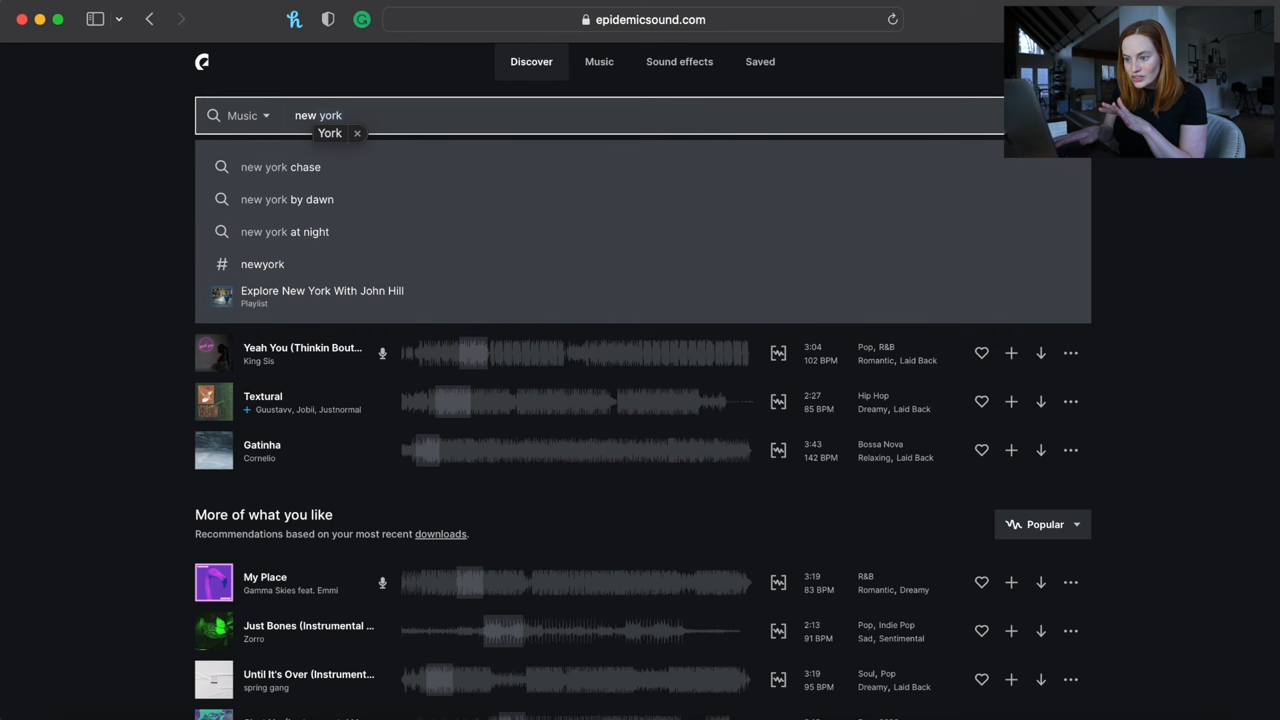 epidemicsound.com
Discover Music Sound effects Saved
Music new york
York ×
new york chase
new york by dawn
new york at night
# newyork
Explore New York With John Hill
Playlist
Yeah You (Thinkin Bout... 3:04 Pop, R&B
King Sis 102 BPM Romantic, Laid Back
Textural 2:27 Hip Hop
+ Guustavv, Jobii, Justnormal 85 BPM Dreamy, Laid Back
Gatinha 3:43 Bossa Nova
Cornelio 142 BPM Relaxing, Laid Back
More of what you like
Recommendations based on your most recent downloads.
Popular
My Place 3:19 R&B
Gamma Skies feat. Emmi 83 BPM Romantic, Dreamy
Just Bones (Instrumental ... 2:13 Pop, Indie Pop
Zorro 91 BPM Sad, Sentimental
Until It's Over (Instrument... 3:19 Soul, Pop
spring gang 95 BPM Dreamy, Laid Back